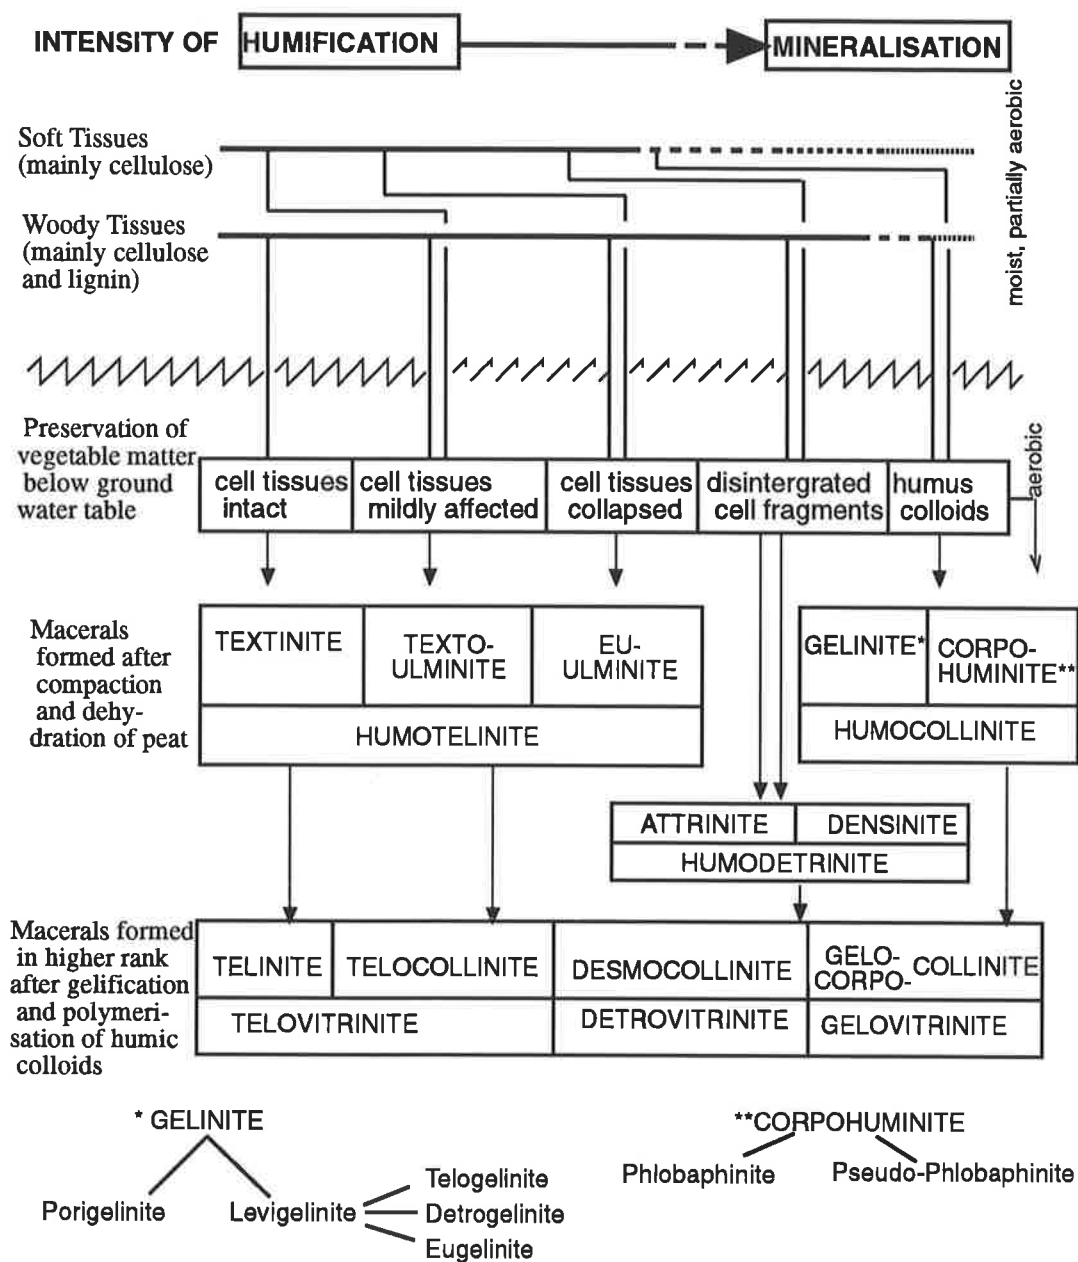 INTENSITY OF HUMIFICATION MINERALISATION
moist, partially aerobic
Soft Tissues
(mainly cellulose)
Woody Tissues
(mainly cellulose
and lignin)
Preservation of
vegetable matter
below ground
water table
cell tissues
intact
cell tissues
mildly affected
cell tissues
collapsed
disintergrated
cell fragments
humus
colloids
aerobic
Macerals
formed after
compaction
and dehy-
dration of peat
TEXTINITE
TEXTO-
ULMINITE
EU-
ULMINITE
HUMOTELINITE
GELINITE*
CORPO-
HUMINITE**
HUMOCOLLINITE
ATTRINITE
DENSINITE
HUMODETRINITE
Macerals formed
in higher rank
after gelification
and polymeri-
sation of humic
colloids
TELINITE
TELOCOLLINITE
DESMOCOLLINITE
GELO-
CORPO-
COLLINITE
TELOVITRINITE
DETROVITRINITE
GELOVITRINITE
* GELINITE
Porigelinite
Levigelinite
Telogelinite
Detrogelinite
Eugelinite
**CORPOHUMINITE
Phlobaphinite
Pseudo-Phlobaphinite